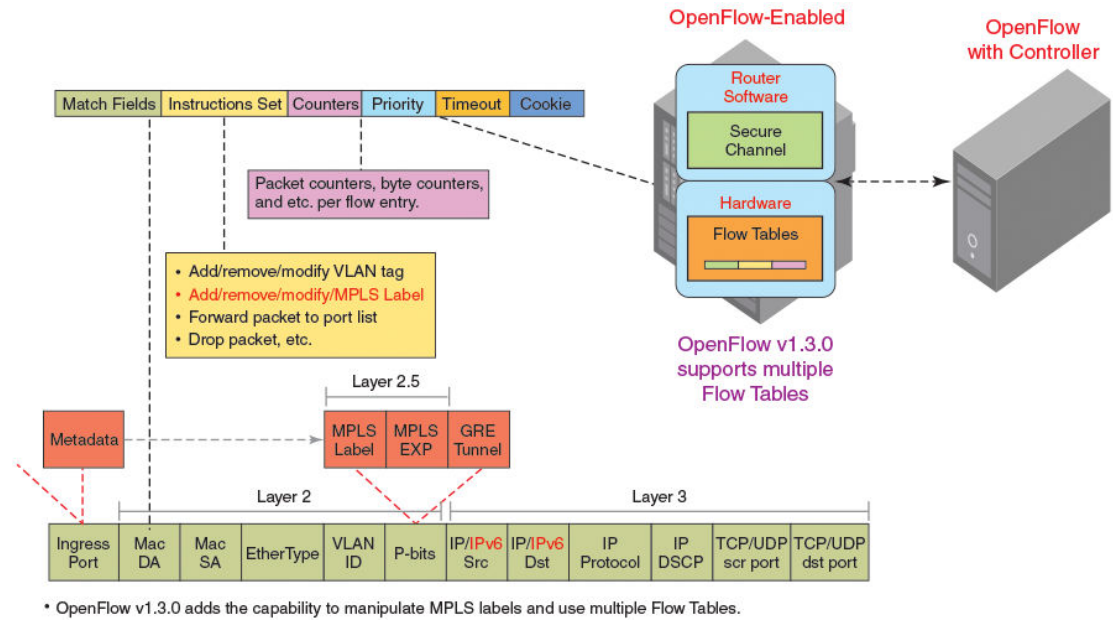 OpenFlow-Enabled
OpenFlow
with Controller
Router
Software
Secure
Channel
Hardware
Flow Tables
OpenFlow v1.3.0
supports multiple
Flow Tables
Match Fields Instructions Set Counters Priority Timeout Cookie
Packet counters, byte counters,
and etc. per flow entry.
• Add/remove/modify VLAN tag
• Add/remove/modify/MPLS Label
• Forward packet to port list
• Drop packet, etc.
Layer 2.5
Metadata
MPLS
Label
MPLS
EXP
GRE
Tunnel
Layer 2
Layer 3
Ingress
Port
Mac
DA
Mac
SA
EtherType
VLAN
ID
P-bits
IP/IPv6
Src
IP/IPv6
Dst
IP
Protocol
IP
DSCP
TCP/UDP
scr port
TCP/UDP
dst port
• OpenFlow v1.3.0 adds the capability to manipulate MPLS labels and use multiple Flow Tables.